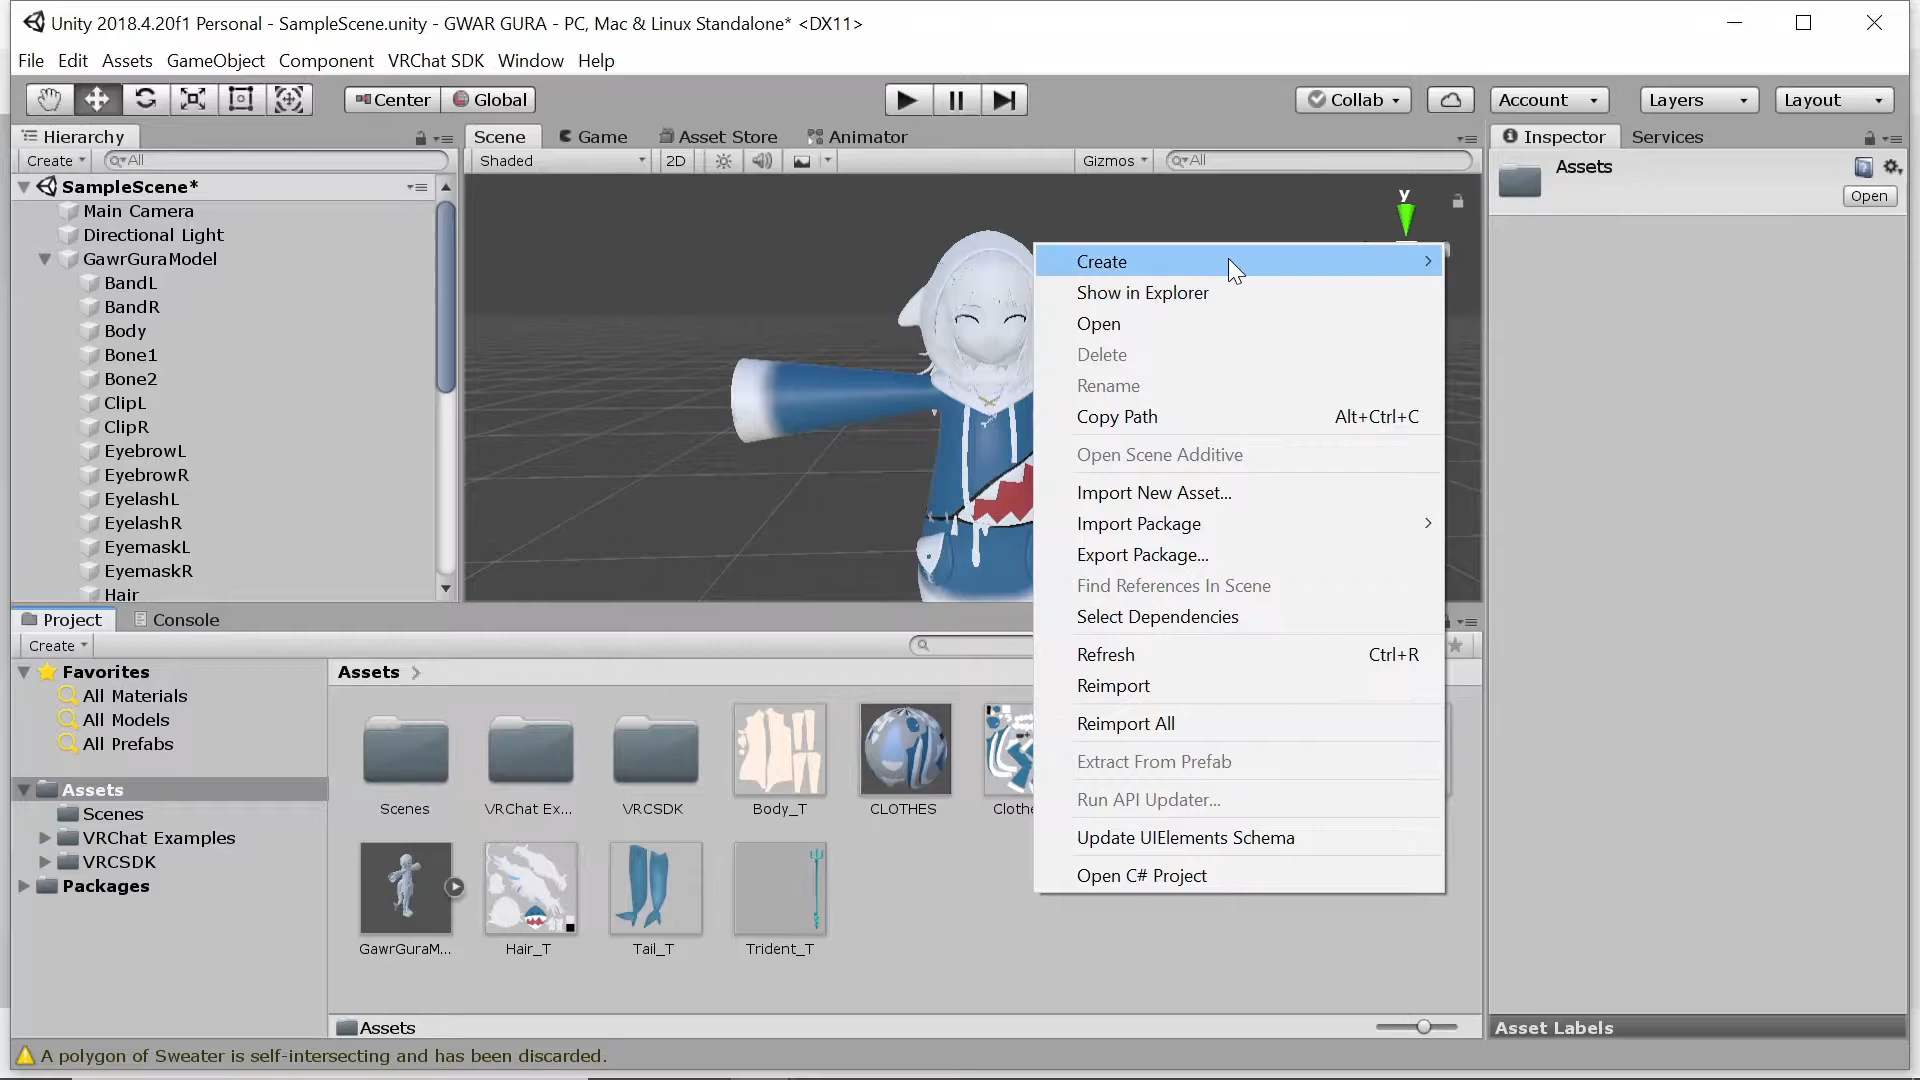 Unity 2018.4.20f1 Personal - SampleScene.unity - GWAR GURA - PC, Mac & Linux Standalone* <DX11>
File Edit Assets GameObject Component VRChat SDK Window Help
Center Global Collab Account Layers Layout
Hierarchy Scene Game Asset Store Animator Inspector Services
Create All Shaded 2D Gizmos All
Assets
Open
SampleScene*
Main Camera
Directional Light
GawrGuraModel
BandL
BandR
Body
Bone1
Bone2
ClipL
ClipR
EyebrowL
EyebrowR
EyelashL
EyelashR
EyemaskL
EyemaskR
Hair
y
Create
Show in Explorer
Open
Delete
Rename
Copy Path Alt+Ctrl+C
Open Scene Additive
Import New Asset...
Import Package
Export Package...
Find References In Scene
Select Dependencies
Refresh Ctrl+R
Reimport
Reimport All
Extract From Prefab
Run API Updater...
Update UIElements Schema
Open C# Project
Project Console
Create
Favorites
All Materials
All Models
All Prefabs
Assets
Scenes
VRChat Examples
VRCSDK
Packages
Assets
Scenes VRChat Ex... VRCSDK Body_T CLOTHES
GawrGuraM... Hair_T Tail_T Trident_T
Assets
Asset Labels
A polygon of Sweater is self-intersecting and has been discarded.